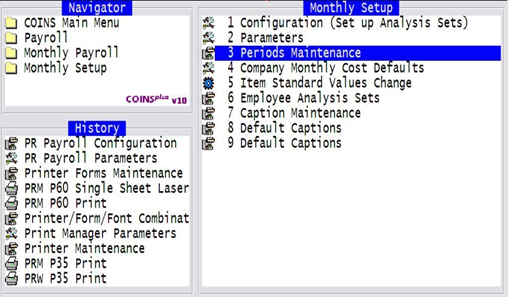 Navigator
COINS Main Menu
Payroll
Monthly Payroll
Monthly Setup
COINSplus v10
History
PR Payroll Configuration
PR Payroll Parameters
Printer Forms Maintenance
PRM P60 Single Sheet Laser
PRM P60 Print
Printer/Form/Font Combinat
Print Manager Parameters
Printer Maintenance
PRM P35 Print
PRW P35 Print
Monthly Setup
1 Configuration (Set up Analysis Sets)
2 Parameters
3 Periods Maintenance
4 Company Monthly Cost Defaults
5 Item Standard Values Change
6 Employee Analysis Sets
7 Caption Maintenance
8 Default Captions
9 Default Captions